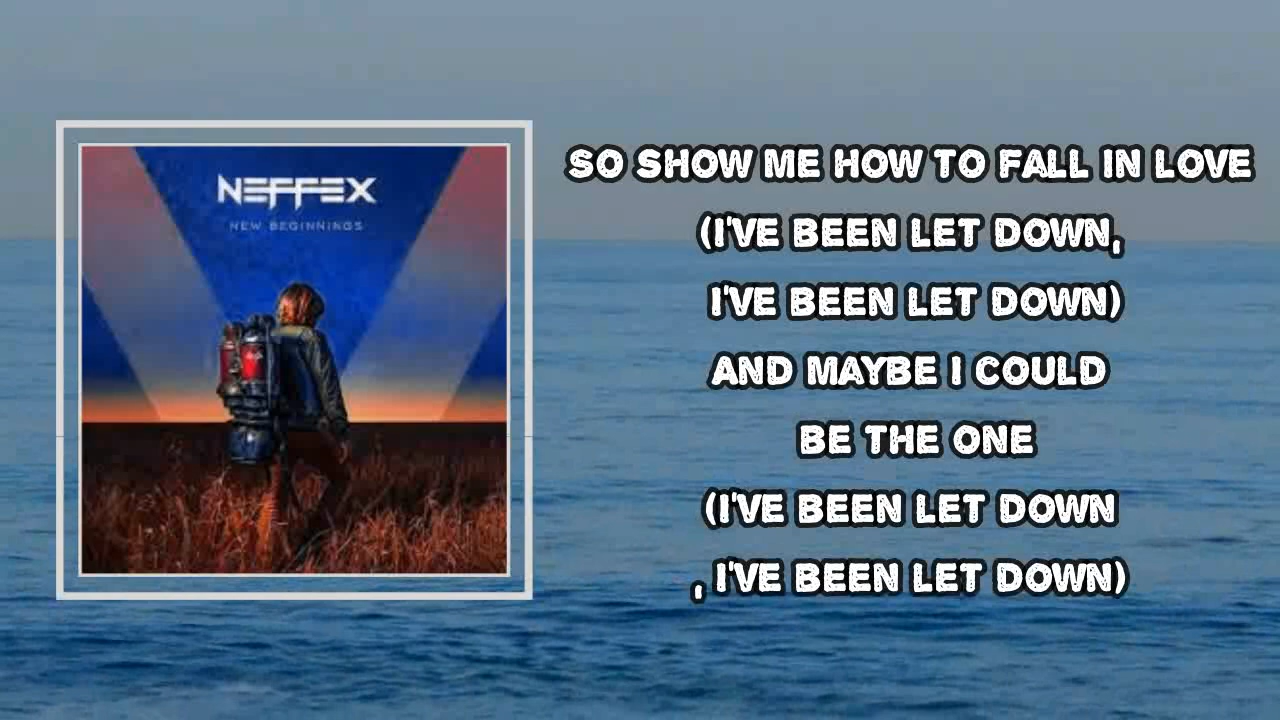 NEFFEX
NEW BEGINNINGS
SO SHOW ME HOW TO FALL IN LOVE
(I'VE BEEN LET DOWN,
I'VE BEEN LET DOWN)
AND MAYBE I COULD
BE THE ONE
(I'VE BEEN LET DOWN
, I'VE BEEN LET DOWN)